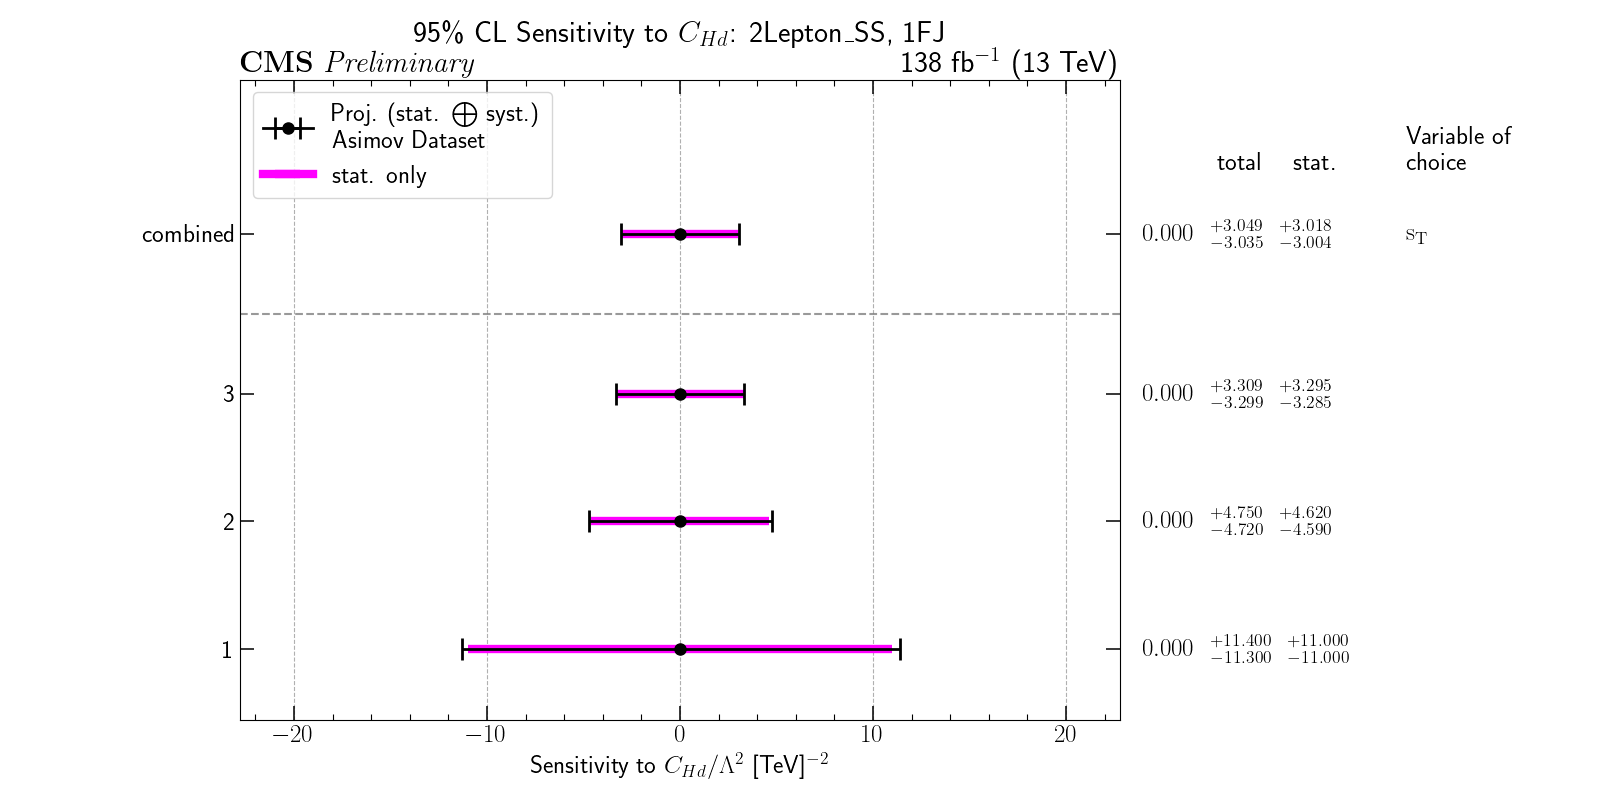 95% CL Sensitivity to C_{Hd}: 2Lepton_SS, 1FJ
CMS Preliminary 138 fb⁻¹ (13 TeV)
Proj. (stat. ⨁ syst.)
Asimov Dataset
stat. only
Variable of
choice
total stat.
combined 0.000 +3.049 −3.035 +3.018 −3.004 s_T
3 0.000 +3.309 −3.299 +3.295 −3.285
2 0.000 +4.750 −4.720 +4.620 −4.590
1 0.000 +11.400 −11.300 +11.000 −11.000
−20 −10 0 10 20
Sensitivity to C_{Hd}/Λ² [TeV]⁻²